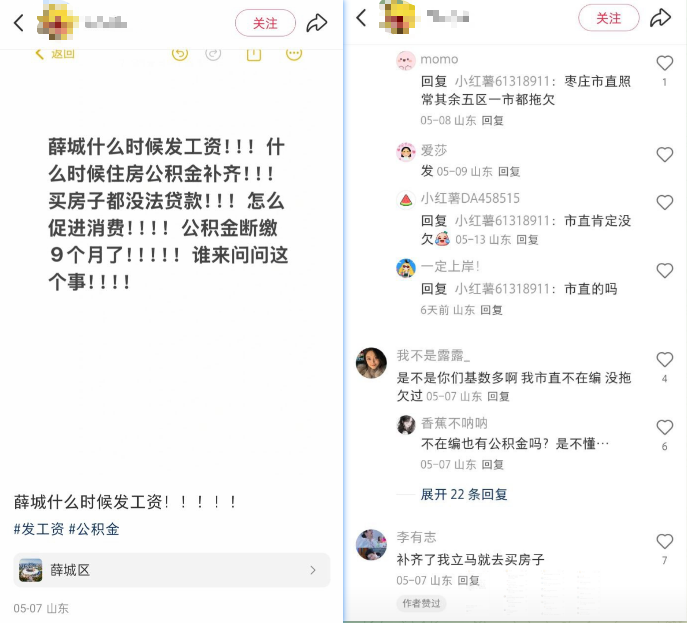 关注
返回
薛城什么时候发工资！！！什
么时候住房公积金补齐！！！
买房子都没法贷款！！！怎么
促进消费！！！！公积金断缴
9个月了！！！！！谁来问问这
个事！！！！
薛城什么时候发工资！！！！！
#发工资 #公积金
薛城区
05-07 山东
关注
momo
回复 小红薯61318911：枣庄市直照
常其余五区一市都拖欠
05-08 山东 回复
1
爱莎
发 05-09 山东 回复
小红薯DA458515
回复 小红薯61318911：市直肯定没
欠 05-13 山东 回复
一定上岸！
回复 小红薯61318911：市直的吗
6天前 山东 回复
我不是露露_
是不是你们基数多啊 我市直不在编 没拖
欠过 05-07 山东 回复
4
香蕉不呐呐
不在编也有公积金吗？是不懂…
05-07 山东 回复
6
展开 22 条回复
李有志
补齐了我立马就去买房子
05-07 山东 回复
7
作者赞过